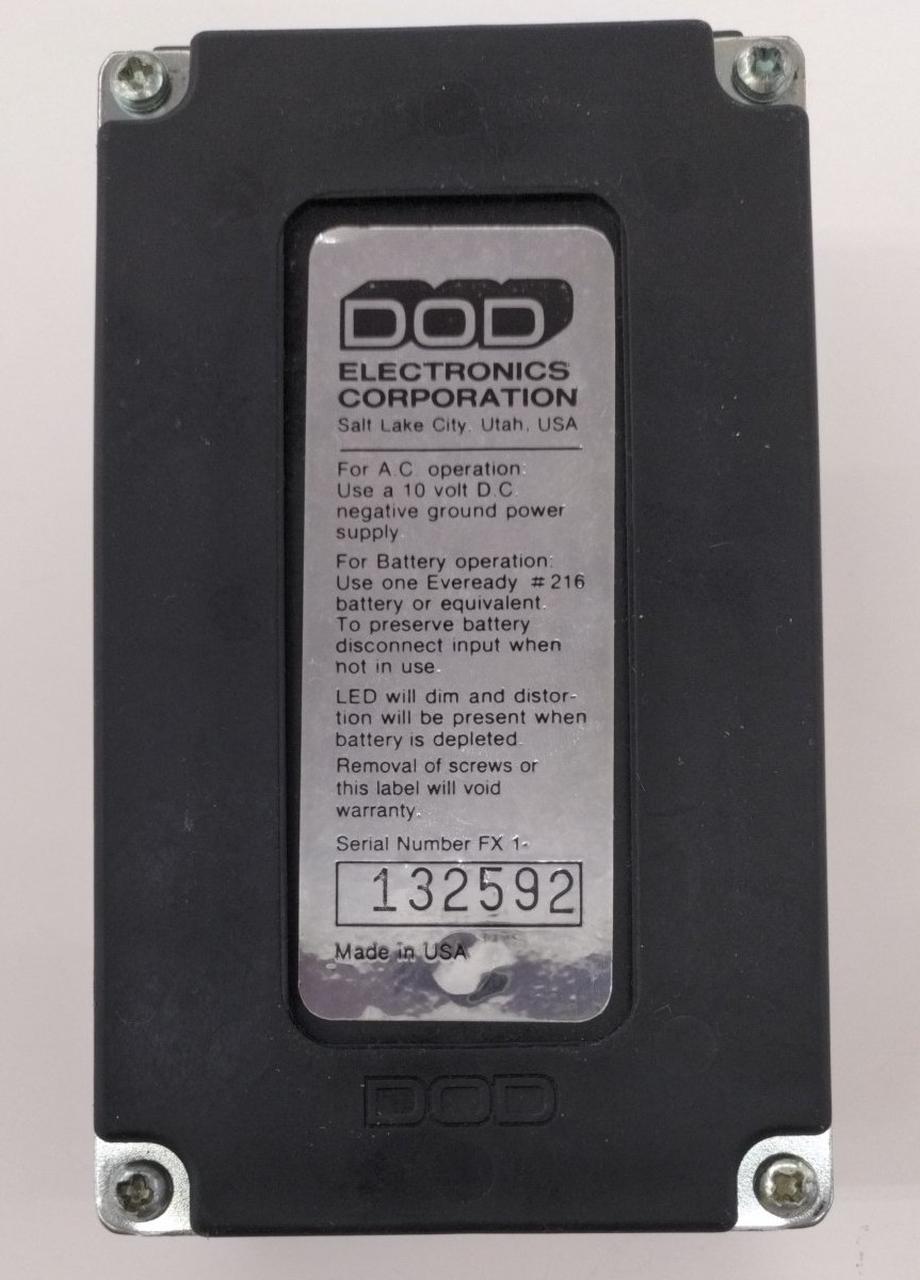 DOD
ELECTRONICS
CORPORATION
Salt Lake City, Utah, USA
For A.C. operation:
Use a 10 volt D.C.
negative ground power
supply.
For Battery operation:
Use one Eveready #216
battery or equivalent.
To preserve battery
disconnect input when
not in use.
LED will dim and distor-
tion will be present when
battery is depleted.
Removal of screws or
this label will void
warranty.
Serial Number FX 1-
132592
Made in USA
DOD